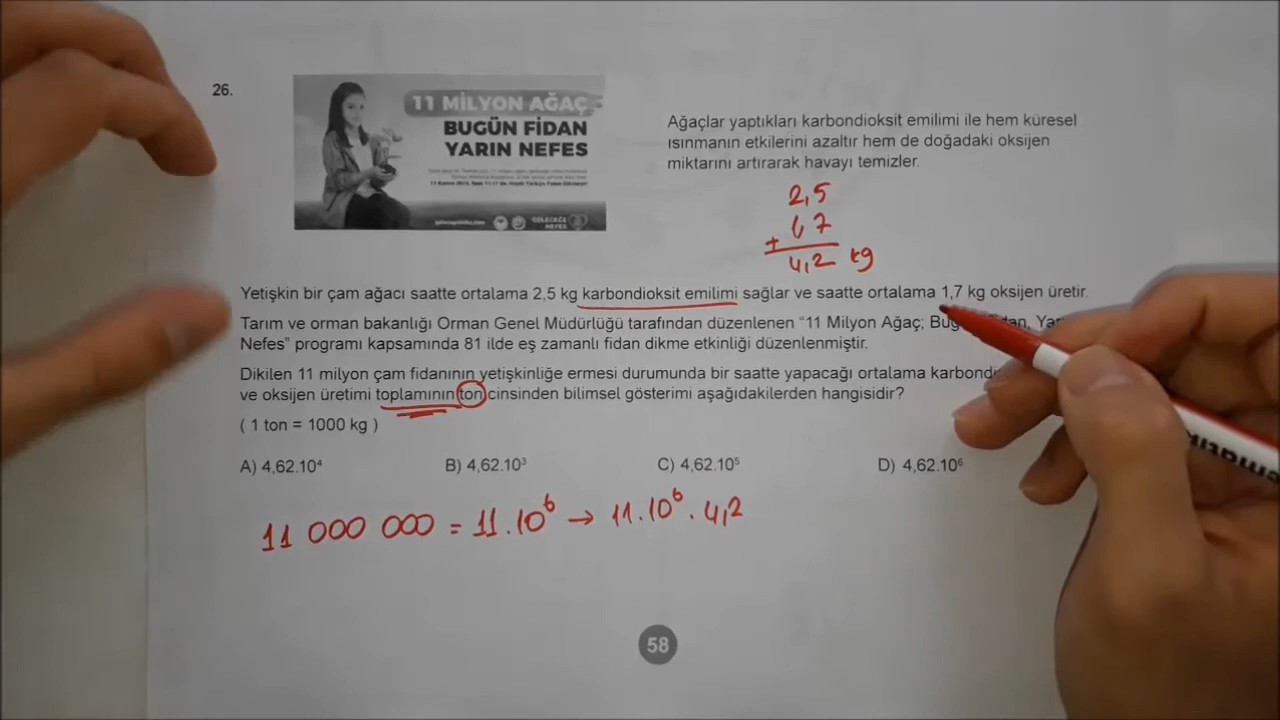 26.
11 MİLYON AĞAÇ
BUGÜN FİDAN
YARIN NEFES
GELECEĞE
NEFES
Ağaçlar yaptıkları karbondioksit emilimi ile hem küresel
ısınmanın etkilerini azaltır hem de doğadaki oksijen
miktarını artırarak havayı temizler.
2,5
1,7
+
4,2 kg
Yetişkin bir çam ağacı saatte ortalama 2,5 kg karbondioksit emilimi sağlar ve saatte ortalama 1,7 kg oksijen üretir.
Tarım ve orman bakanlığı Orman Genel Müdürlüğü tarafından düzenlenen “11 Milyon Ağaç; 
Nefes” programı kapsamında 81 ilde eş zamanlı fidan dikme etkinliği düzenlenmiştir.
Dikilen 11 milyon çam fidanının yetişkinliğe ermesi durumunda bir saatte yapacağı ortalama
ve oksijen üretimi toplamının ton cinsinden bilimsel gösterimi aşağıdakilerden hangisidir?
( 1 ton = 1000 kg )
A) 4,62.10⁴ B) 4,62.10³ C) 4,62.10⁵ D) 4,62.10⁶
11 000 000 = 11.10⁶ → 11.10⁶ . 4,2
58